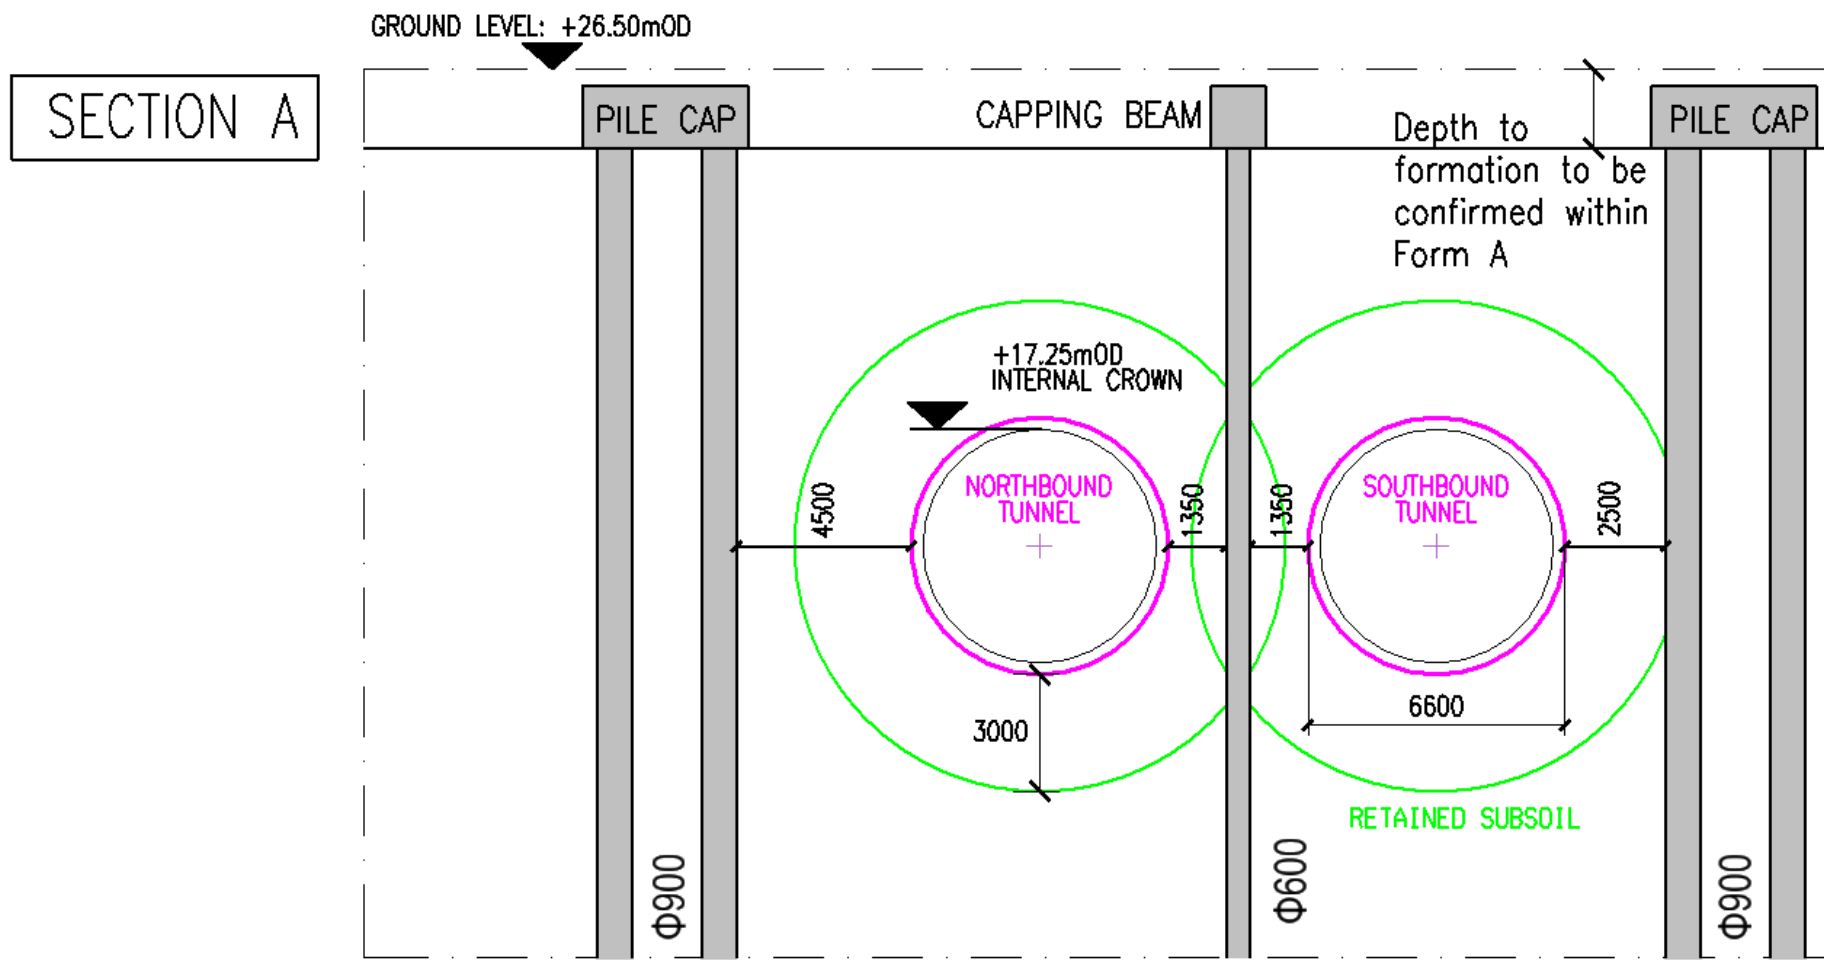 GROUND LEVEL: +26.50mOD
SECTION A
PILE CAP
CAPPING BEAM
PILE CAP
Depth to
formation to be
confirmed within
Form A
+17.25mOD
INTERNAL CROWN
NORTHBOUND
TUNNEL
SOUTHBOUND
TUNNEL
4500
1350
1350
2500
6600
3000
RETAINED SUBSOIL
Φ900
Φ600
Φ900